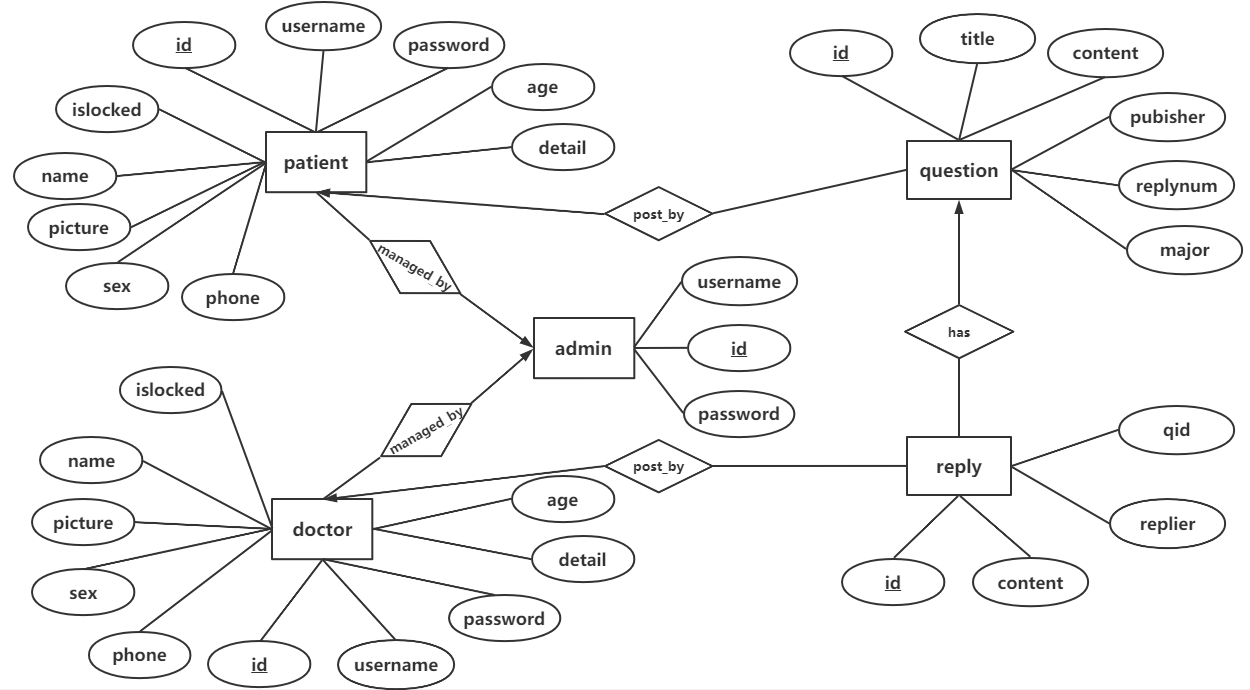 username
id
password
age
islocked
detail
patient
name
picture
sex
phone
title
id
content
pubisher
question
replynum
major
post_by
managed_by
username
admin
id
password
has
managed_by
post_by
qid
reply
replier
id
content
islocked
name
picture
age
doctor
detail
sex
password
phone
id
username